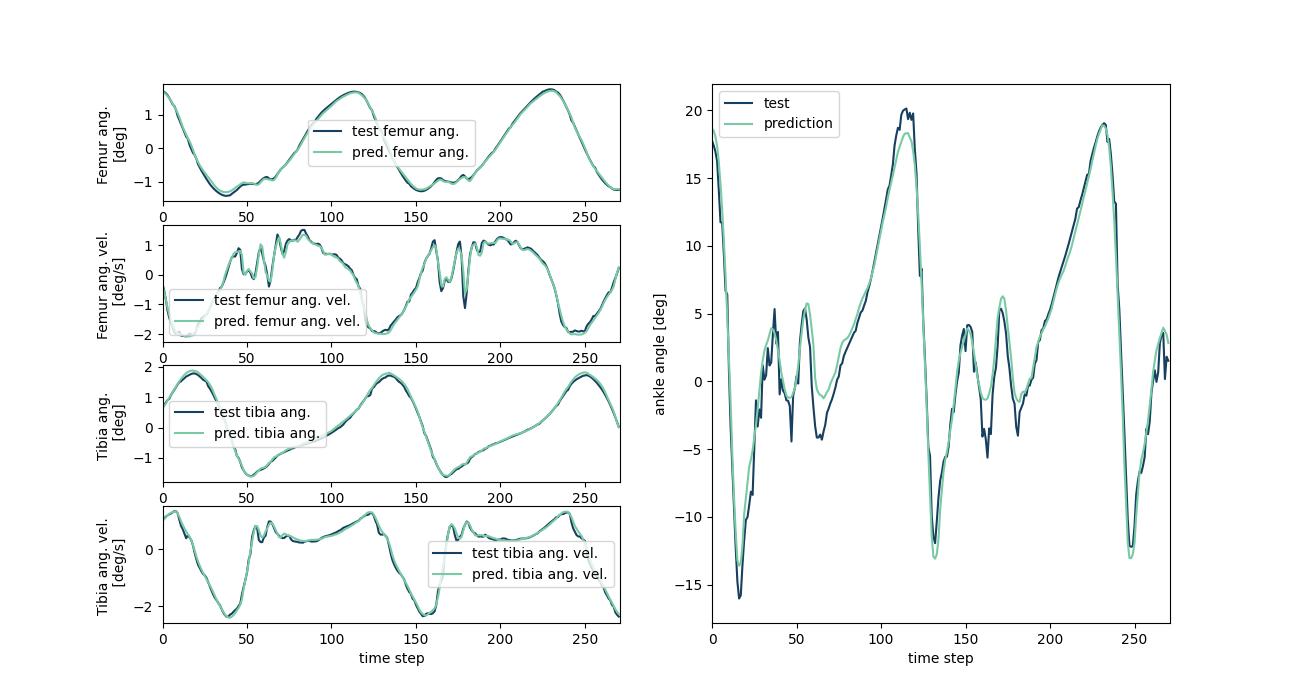 Femur ang.
[deg]
1
0
−1
test femur ang.
pred. femur ang.
0 50 100 150 200 250
Femur ang. vel.
[deg/s]
1
0
−1
−2
test femur ang. vel.
pred. femur ang. vel.
0 50 100 150 200 250
Tibia ang.
[deg]
2
1
0
−1
test tibia ang.
pred. tibia ang.
0 50 100 150 200 250
Tibia ang. vel.
[deg/s]
0
−2
test tibia ang. vel.
pred. tibia ang. vel.
0 50 100 150 200 250
time step
ankle angle [deg]
20
15
10
5
0
−5
−10
−15
test
prediction
0 50 100 150 200 250
time step